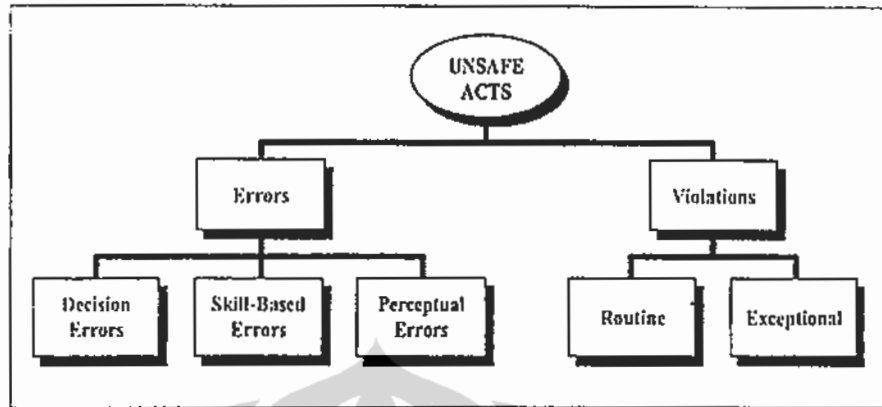 UNSAFE
ACTS
Errors
Violations
Decision
Errors
Skill-Based
Errors
Perceptual
Errors
Routine
Exceptional